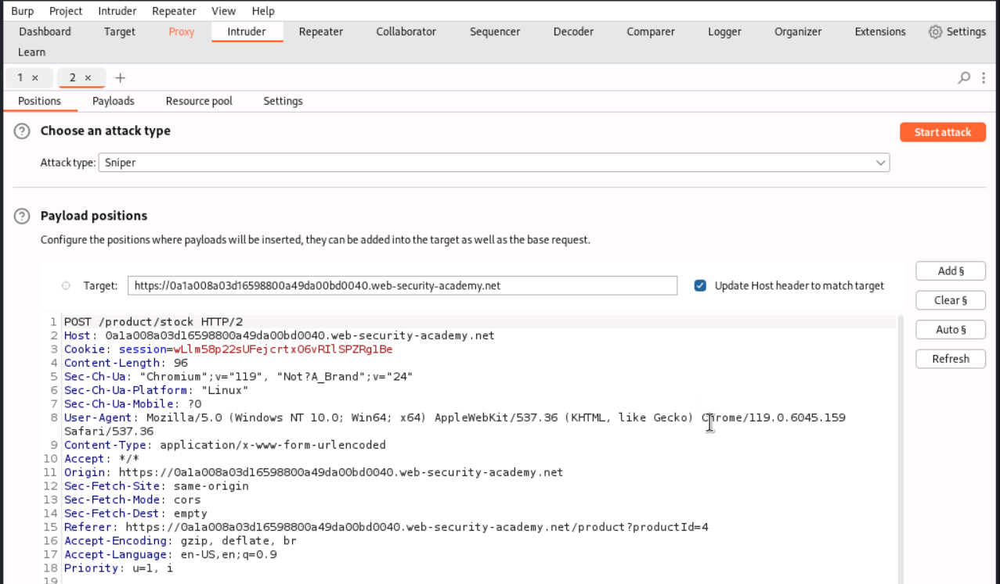 Burp Project Intruder Repeater View Help
Dashboard Target Proxy Intruder Repeater Collaborator Sequencer Decoder Comparer Logger Organizer Extensions Settings
Learn
1 × 2 × +
Positions Payloads Resource pool Settings
? Choose an attack type Start attack
Attack type: Sniper
? Payload positions
Configure the positions where payloads will be inserted, they can be added into the target as well as the base request.
Add §
Target: https://0a1a008a03d16598800a49da00bd0040.web-security-academy.net Update Host header to match target
Clear §
Auto §
Refresh
1 POST /product/stock HTTP/2
2 Host: 0a1a008a03d16598800a49da00bd0040.web-security-academy.net
3 Cookie: session=wLlm58p22sUFejcrtxO6vRIlSPZRg1Be
4 Content-Length: 96
5 Sec-Ch-Ua: "Chromium";v="119", "Not?A_Brand";v="24"
6 Sec-Ch-Ua-Platform: "Linux"
7 Sec-Ch-Ua-Mobile: ?0
8 User-Agent: Mozilla/5.0 (Windows NT 10.0; Win64; x64) AppleWebKit/537.36 (KHTML, like Gecko) Chrome/119.0.6045.159
Safari/537.36
9 Content-Type: application/x-www-form-urlencoded
10 Accept: */*
11 Origin: https://0a1a008a03d16598800a49da00bd0040.web-security-academy.net
12 Sec-Fetch-Site: same-origin
13 Sec-Fetch-Mode: cors
14 Sec-Fetch-Dest: empty
15 Referer: https://0a1a008a03d16598800a49da00bd0040.web-security-academy.net/product?productId=4
16 Accept-Encoding: gzip, deflate, br
17 Accept-Language: en-US,en;q=0.9
18 Priority: u=1, i
19